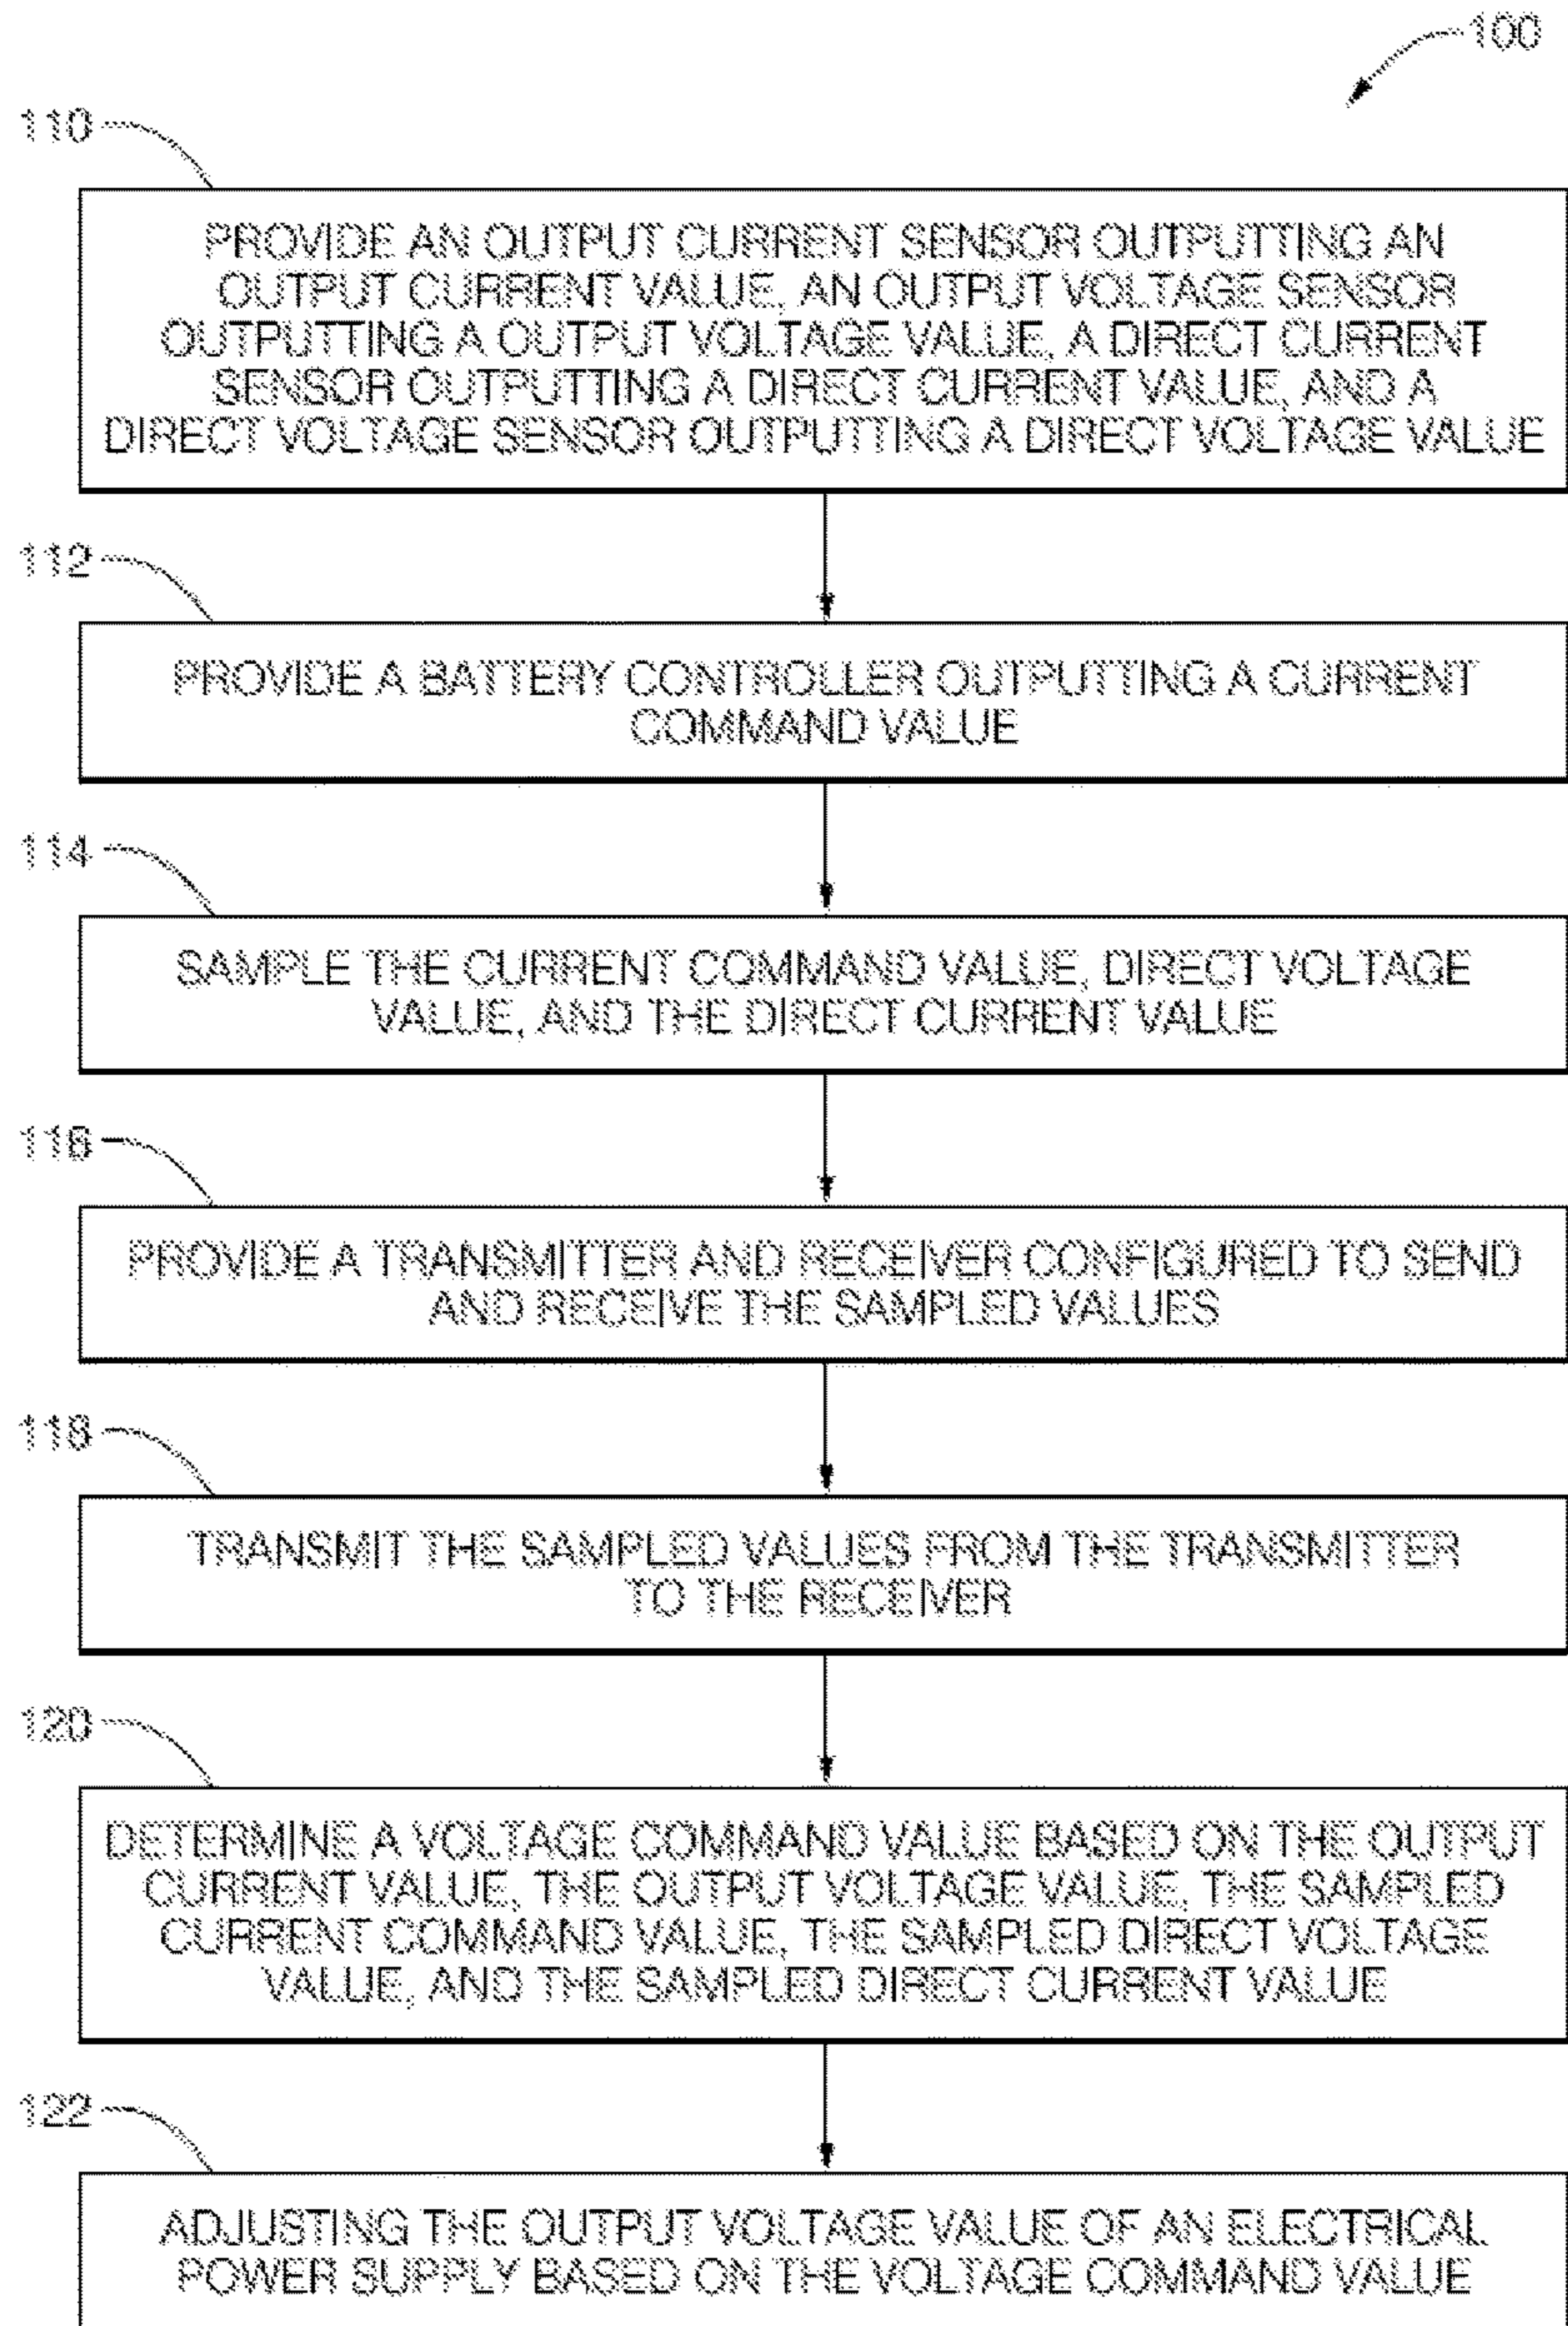 100
110
PROVIDE AN OUTPUT CURRENT SENSOR OUTPUTTING AN
OUTPUT CURRENT VALUE, AN OUTPUT VOLTAGE SENSOR
OUTPUTTING A OUTPUT VOLTAGE VALUE, A DIRECT CURRENT
SENSOR OUTPUTTING A DIRECT CURRENT VALUE, AND A
DIRECT VOLTAGE SENSOR OUTPUTTING A DIRECT VOLTAGE VALUE
112
PROVIDE A BATTERY CONTROLLER OUTPUTTING A CURRENT
COMMAND VALUE
114
SAMPLE THE CURRENT COMMAND VALUE, DIRECT VOLTAGE
VALUE, AND THE DIRECT CURRENT VALUE
116
PROVIDE A TRANSMITTER AND RECEIVER CONFIGURED TO SEND
AND RECEIVE THE SAMPLED VALUES
118
TRANSMIT THE SAMPLED VALUES FROM THE TRANSMITTER
TO THE RECEIVER
120
DETERMINE A VOLTAGE COMMAND VALUE BASED ON THE OUTPUT
CURRENT VALUE, THE OUTPUT VOLTAGE VALUE, THE SAMPLED
CURRENT COMMAND VALUE, THE SAMPLED DIRECT VOLTAGE
VALUE, AND THE SAMPLED DIRECT CURRENT VALUE
122
ADJUSTING THE OUTPUT VOLTAGE VALUE OF AN ELECTRICAL
POWER SUPPLY BASED ON THE VOLTAGE COMMAND VALUE